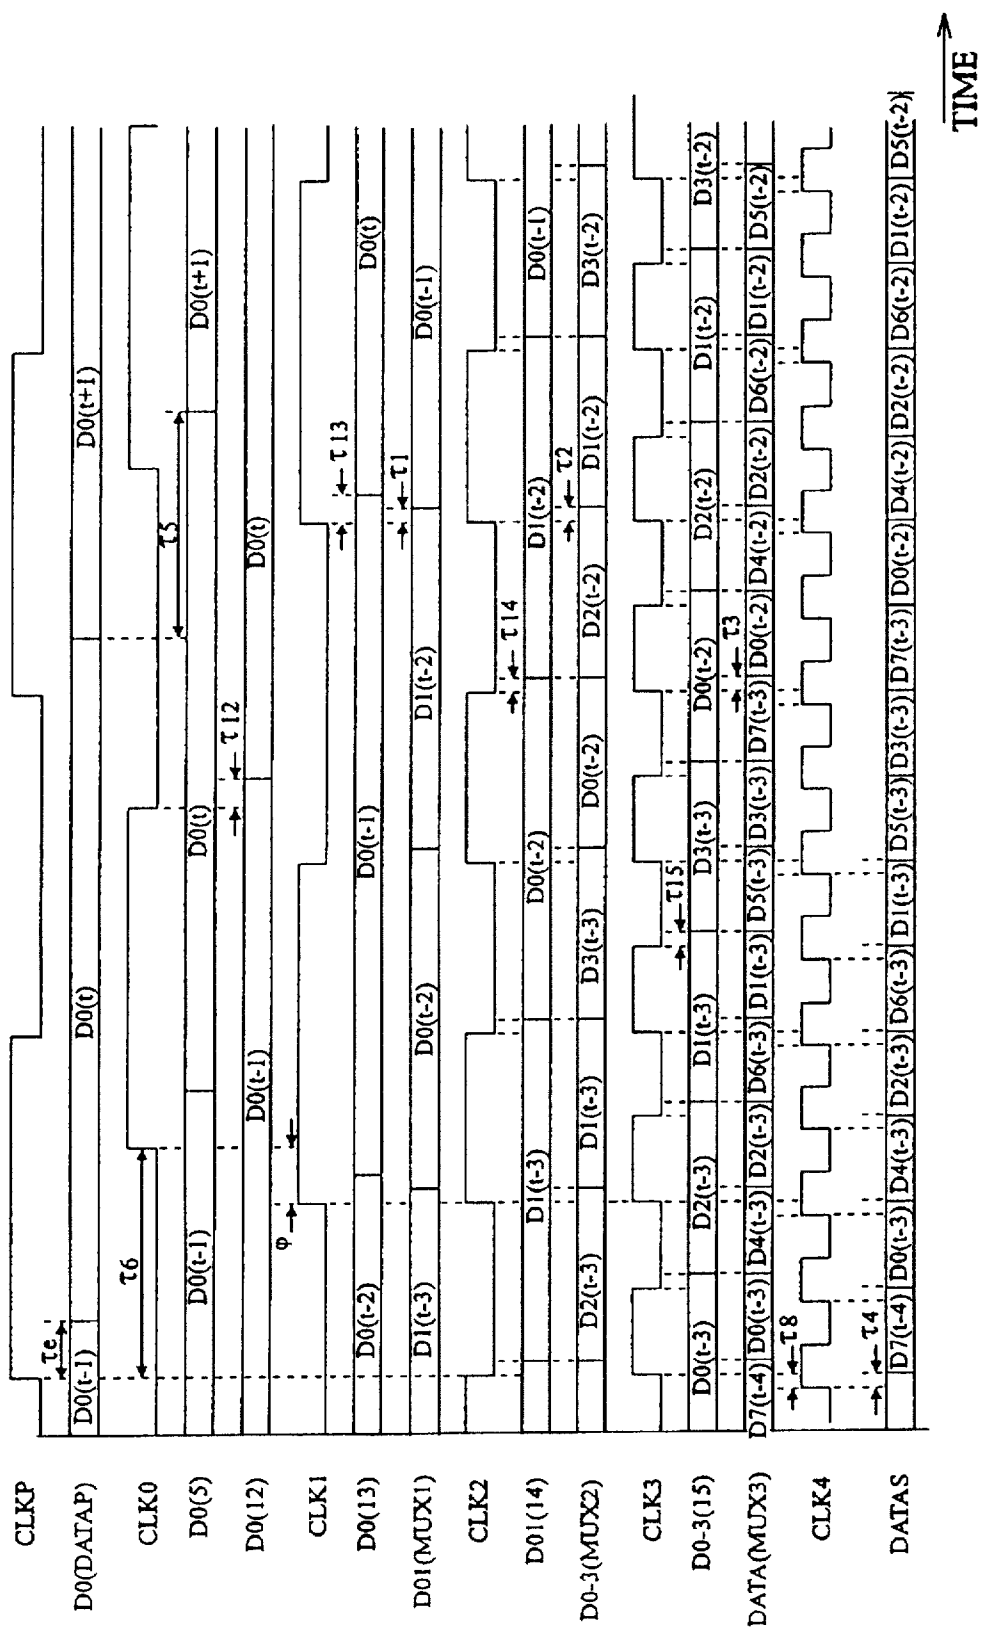 CLKP
D0(DATAP) D0(t-1) τe D0(t) D0(t+1)
CLK0 τ6 τ5
D0(5) D0(t-1) D0(t) D0(t+1)
τ12
D0(12) D0(t-1) D0(t)
φ
CLK1 τ13
D0(13) D0(t-2) D0(t-1) D0(t)
τ1
D01(MUX1) D1(t-3) D0(t-2) D1(t-2) D0(t-1)
CLK2 τ14
D01(14) D1(t-3) D0(t-2) D1(t-2) D0(t-1)
τ2
D0-3(MUX2) D2(t-3) D1(t-3) D3(t-3) D0(t-2) D2(t-2) D1(t-2) D3(t-2)
CLK3 τ15
D0-3(15) D0(t-3) D2(t-3) D1(t-3) D3(t-3) D0(t-2) D2(t-2) D1(t-2) D3(t-2)
τ3
DATA(MUX3) D7(t-4) D0(t-3) D4(t-3) D2(t-3) D6(t-3) D1(t-3) D5(t-3) D3(t-3) D7(t-3) D0(t-2) D4(t-2) D2(t-2) D6(t-2) D1(t-2) D5(t-2)
τ8
CLK4
τ4
DATAS D7(t-4) D0(t-3) D4(t-3) D2(t-3) D6(t-3) D1(t-3) D5(t-3) D3(t-3) D7(t-3) D0(t-2) D4(t-2) D2(t-2) D6(t-2) D1(t-2) D5(t-2)
TIME